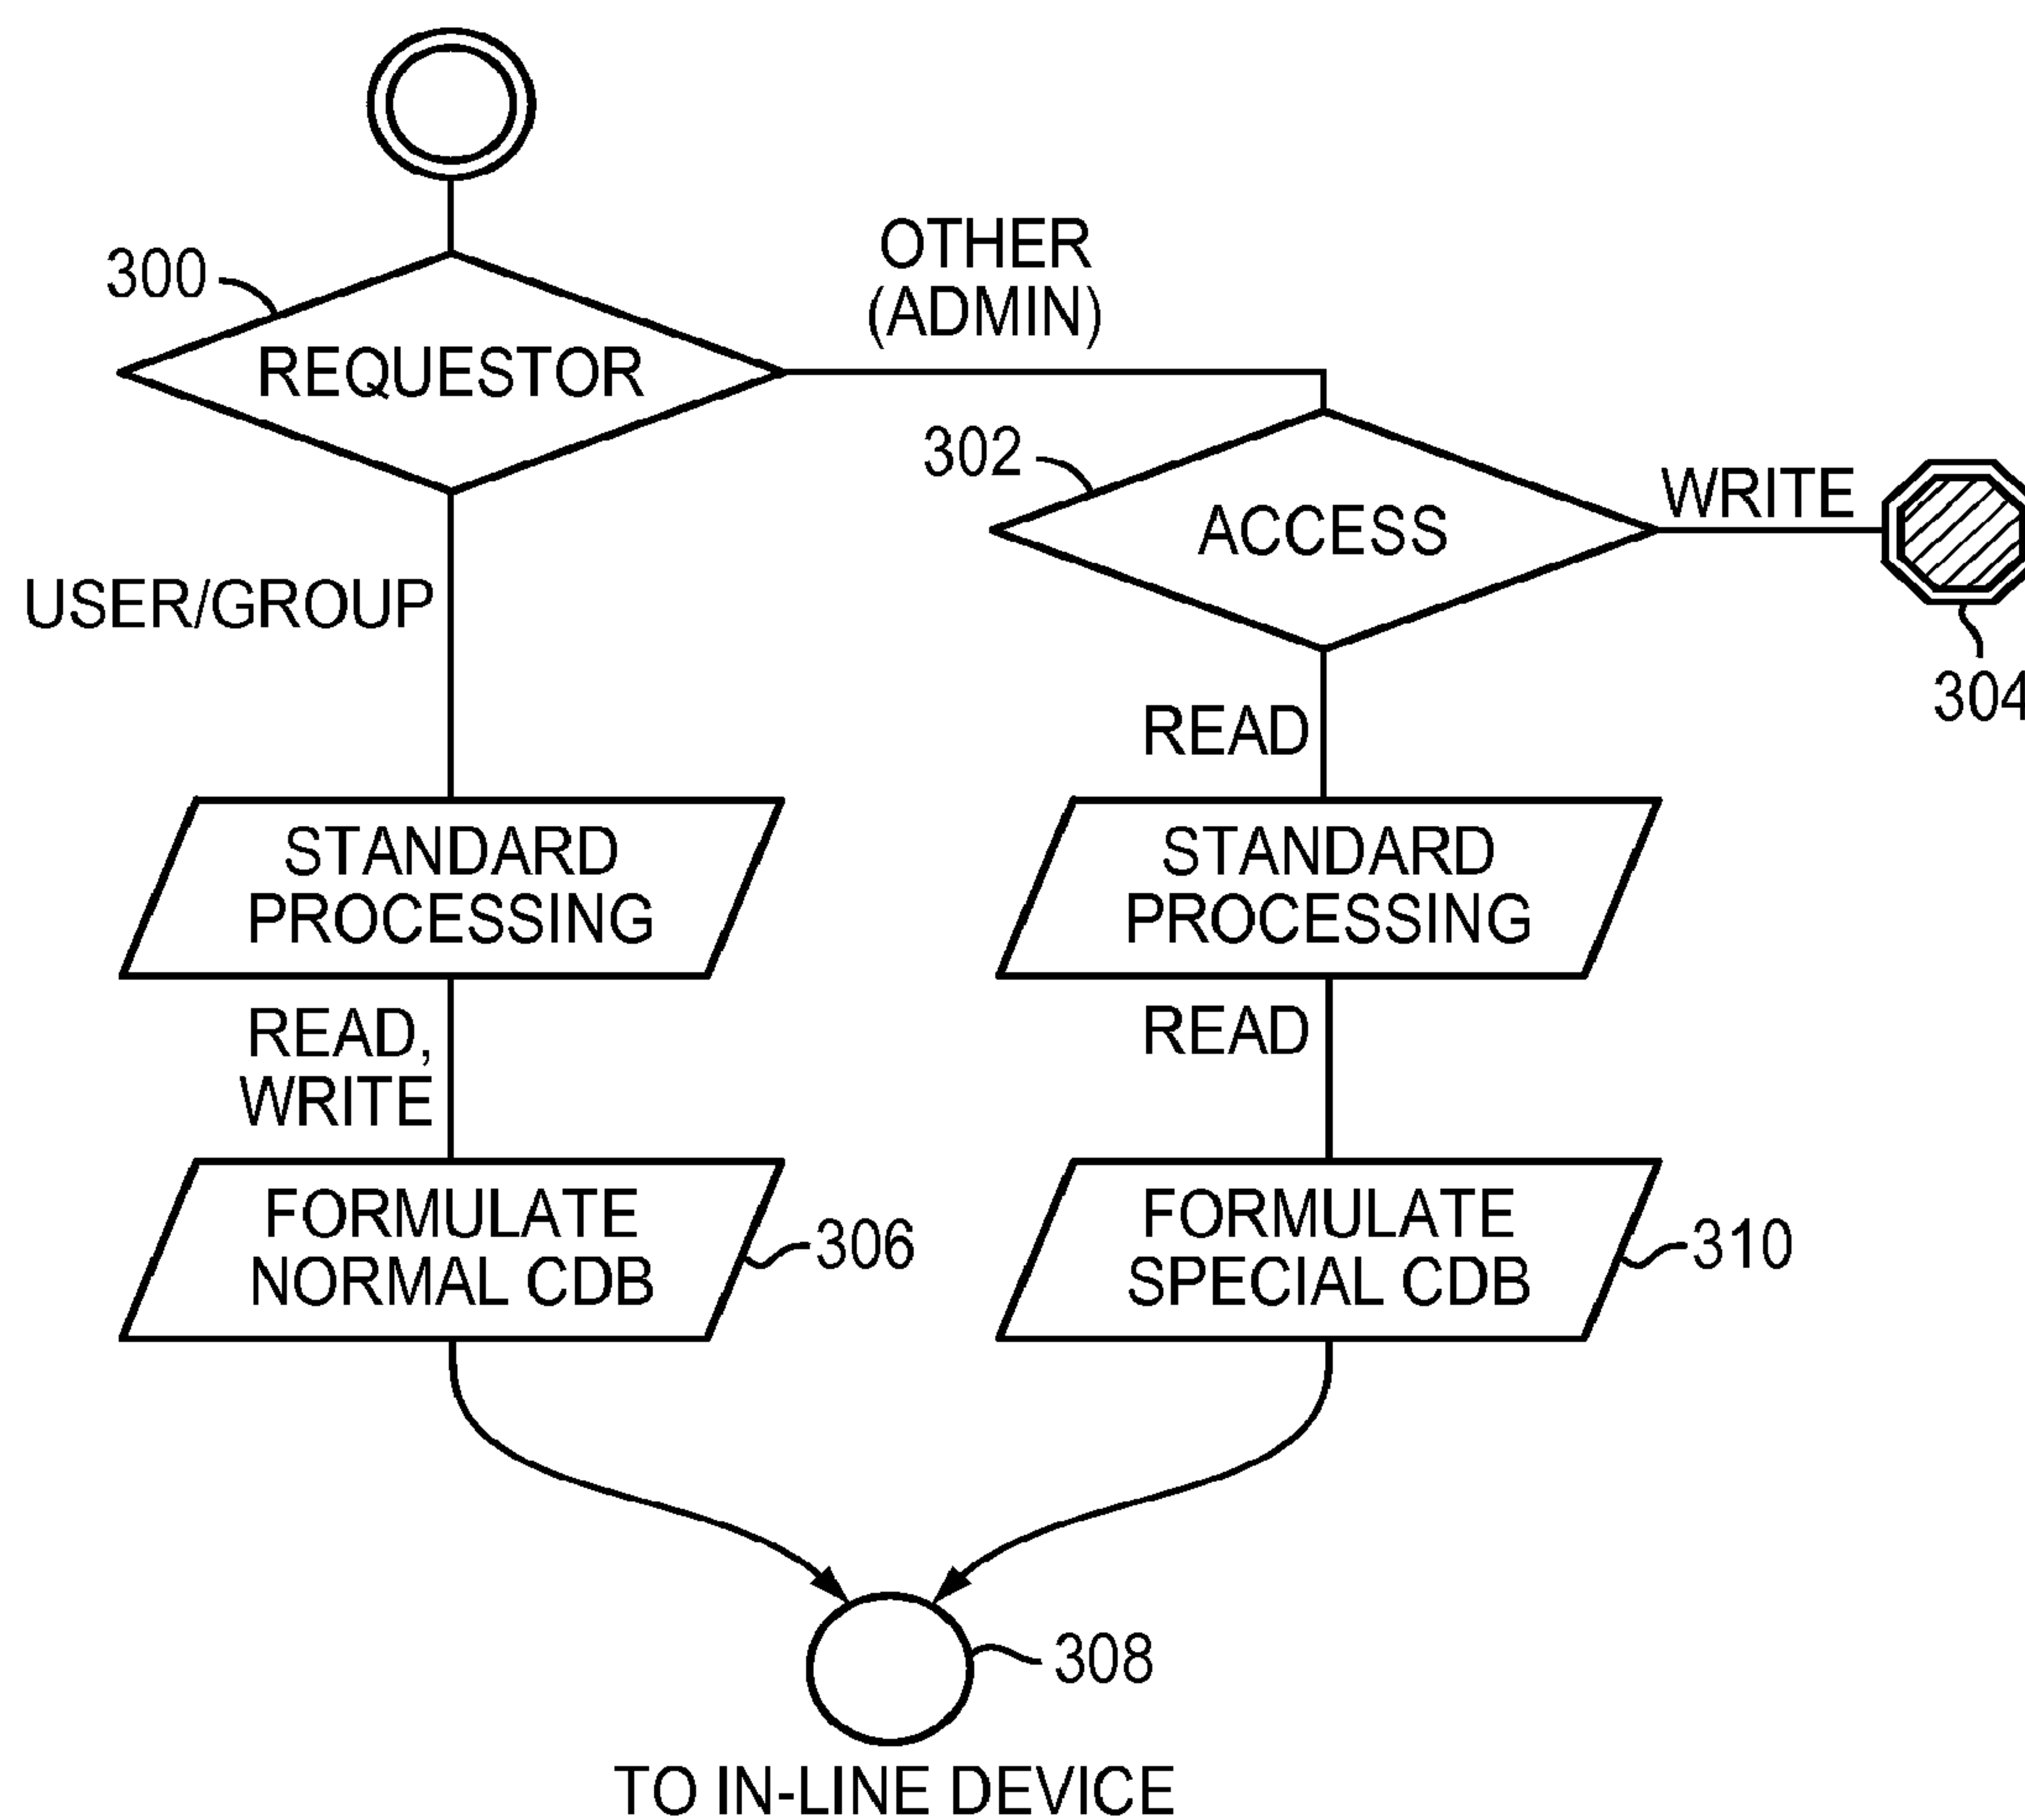 OTHER
(ADMIN)
300
REQUESTOR
302
ACCESS
WRITE
USER/GROUP
304
READ
STANDARD
PROCESSING
STANDARD
PROCESSING
READ,
WRITE
READ
FORMULATE
NORMAL CDB
306
FORMULATE
SPECIAL CDB
310
308
TO IN-LINE DEVICE